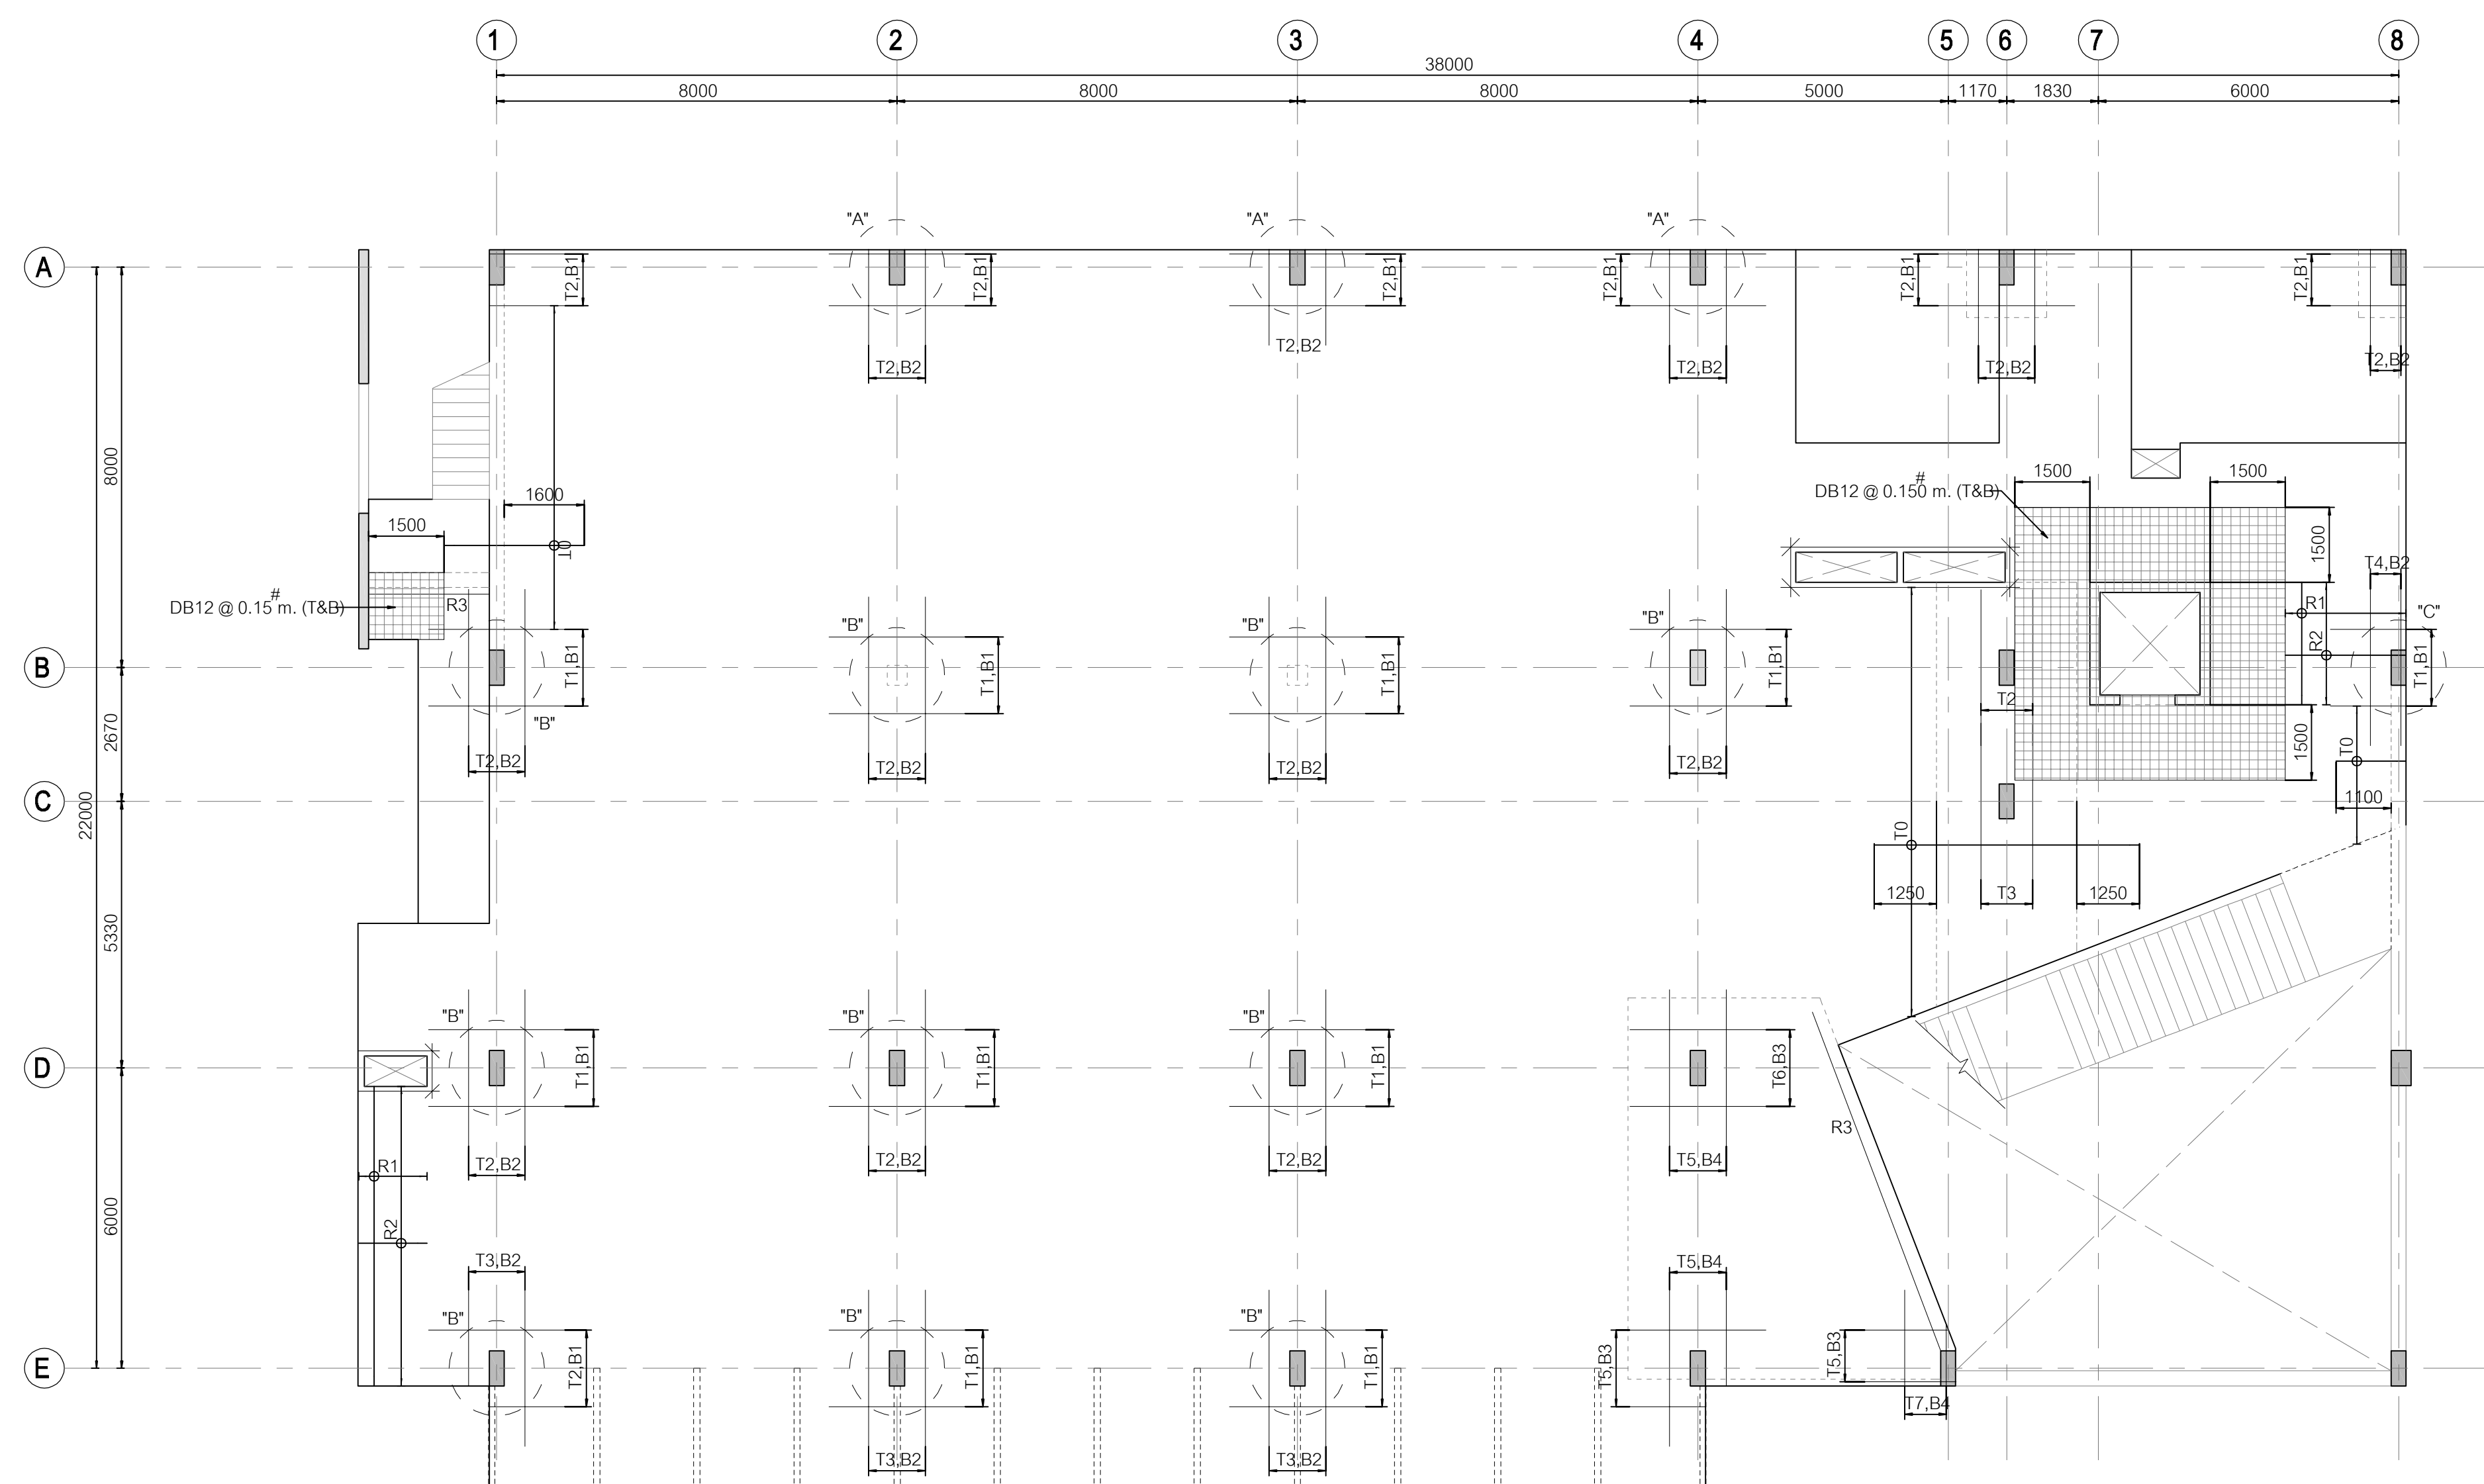 1 2 3 4 5 6 7 8
38000
8000 8000 8000 5000 1170 1830 6000
"A" "A" "A"
A
T2,B1 T2,B1 T2,B1 T2,B1 T2,B1 T2,B1
T2,B2 T2,B2 T2,B2 T2,B2 T2,B2
8000
1600
1500
T0
#
DB12 @ 0.15 m. (T&B)
R3
#
DB12 @ 0.150 m. (T&B)
1500 1500
1500
T4,B2
R1
R2
"C"
"B" "B" "B"
B
T1,B1 T1,B1 T1,B1 T1,B1 T1,B1
"B"
T2
T2,B2 T2,B2 T2,B2 T2,B2
1500
T0
1100
2670
C
22000
T0
1250 T3 1250
5330
"B" "B" "B"
D
T1,B1 T1,B1 T1,B1 T6,B3
R3
T2,B2 T2,B2 T2,B2 T5,B4
R1
R2
6000
T3,B2 T5,B4
"B" "B" "B"
E
T2,B1 T1,B1 T1,B1 T5,B3 T5,B3
T7,B4
T3,B2 T3,B2